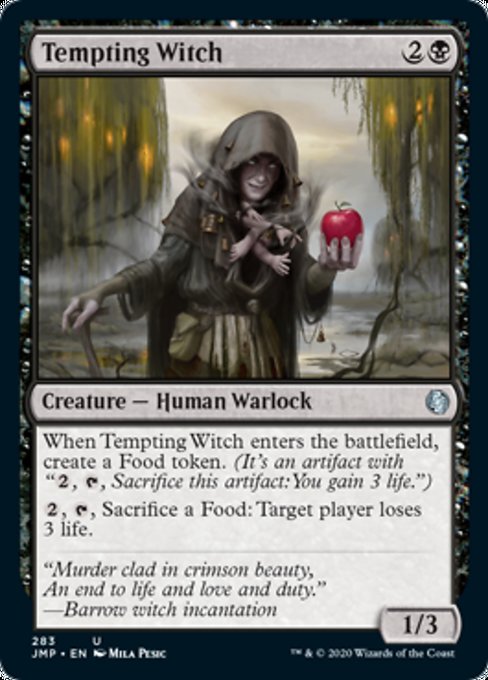 Tempting Witch 2
Creature — Human Warlock
When Tempting Witch enters the battlefield,
create a Food token. (It's an artifact with
“2, , Sacrifice this artifact: You gain 3 life.”)
2, , Sacrifice a Food: Target player loses
3 life.
“Murder clad in crimson beauty,
An end to life and love and duty.”
—Barrow witch incantation
1/3
283 U
JMP • EN Mila Pesic
™ & © 2020 Wizards of the Coast